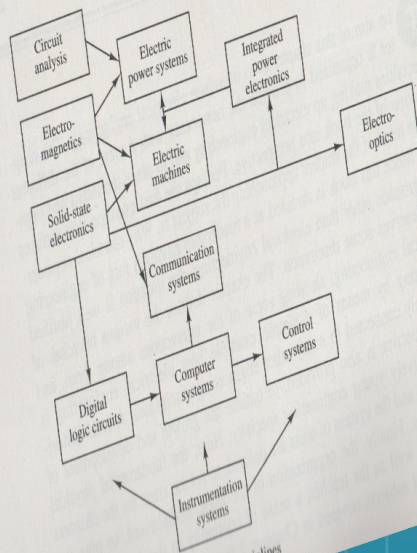 Circuit
analysis
Electric
power systems
Integrated
power
electronics
Electro-
magnetics
Electric
machines
Electro-
optics
Solid-state
electronics
Communication
systems
Control
systems
Computer
systems
Digital
logic circuits
Instrumentation
systems